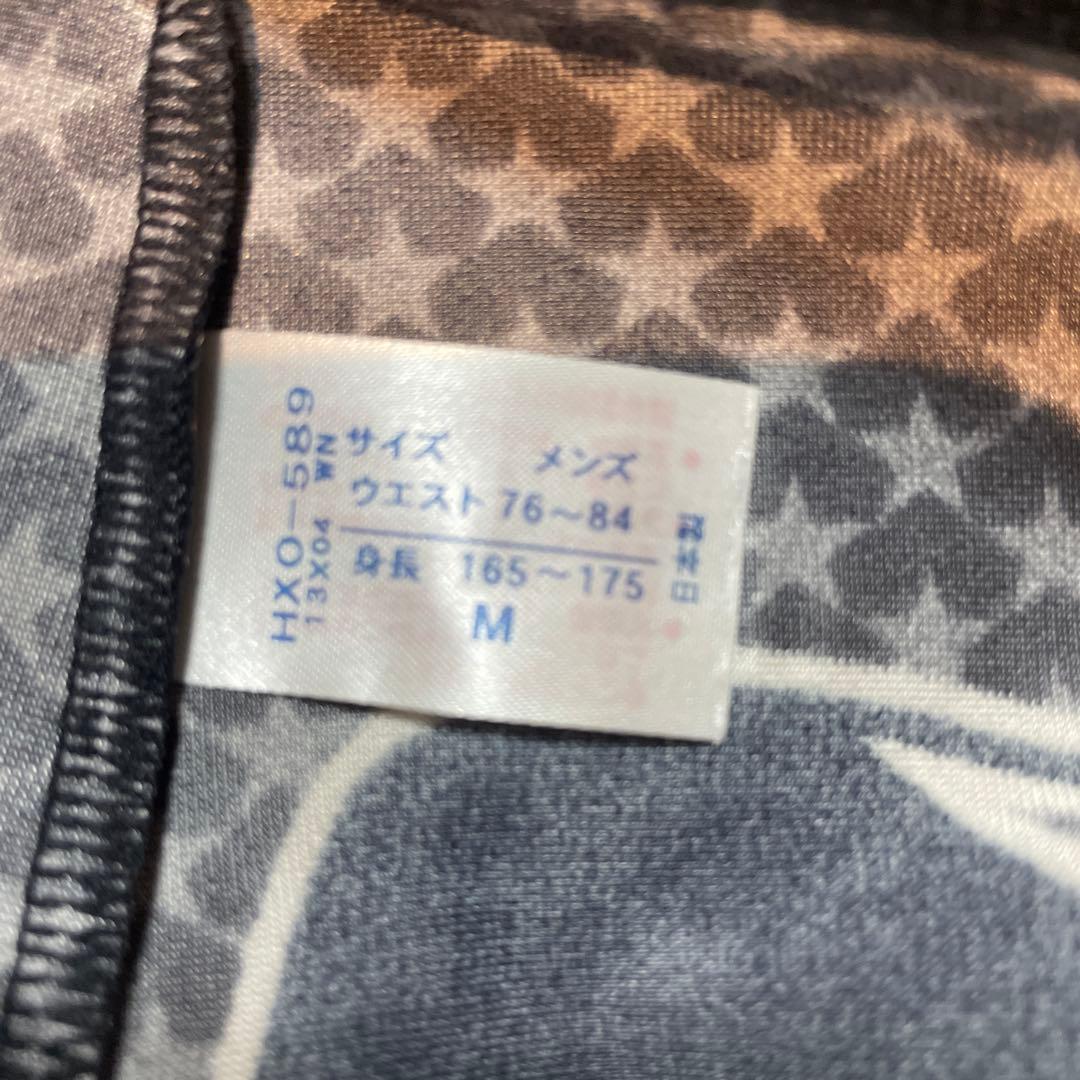 サイズ メンズ
ウエスト 76〜84
身長 165〜175
M
HXO-589
13X04 WN
日本製